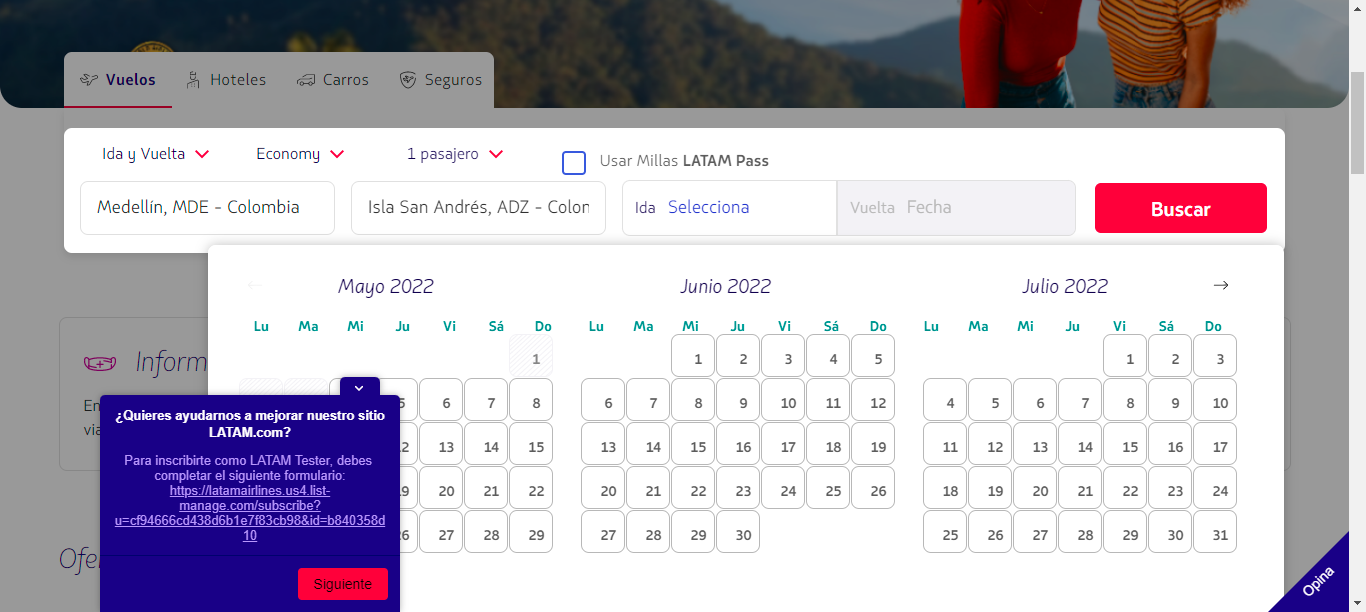 Vuelos Hoteles Carros Seguros
Ida y Vuelta Economy 1 pasajero Usar Millas LATAM Pass
Medellín, MDE - Colombia Isla San Andrés, ADZ - Colon Ida Selecciona Vuelta Fecha Buscar
← Mayo 2022 Junio 2022 Julio 2022 →
Lu Ma Mi Ju Vi Sá Do Lu Ma Mi Ju Vi Sá Do Lu Ma Mi Ju Vi Sá Do
1 1 2 3 4 5 1 2 3
Inform
5 6 7 8 6 7 8 9 10 11 12 4 5 6 7 8 9 10
En
via
¿Quieres ayudarnos a mejorar nuestro sitio
LATAM.com?
13 14 15 13 14 15 16 17 18 19 11 12 13 14 15 16 17
Para inscribirte como LATAM Tester, debes
completar el siguiente formulario:
https://latamairlines.us4.list-
manage.com/subscribe?
u=cf94666cd438d6b1e7f83cb98&id=b840358d
10
20 21 22 20 21 22 23 24 25 26 18 19 20 21 22 23 24
27 28 29 27 28 29 30 25 26 27 28 29 30 31
Ofe
Siguiente
Opina